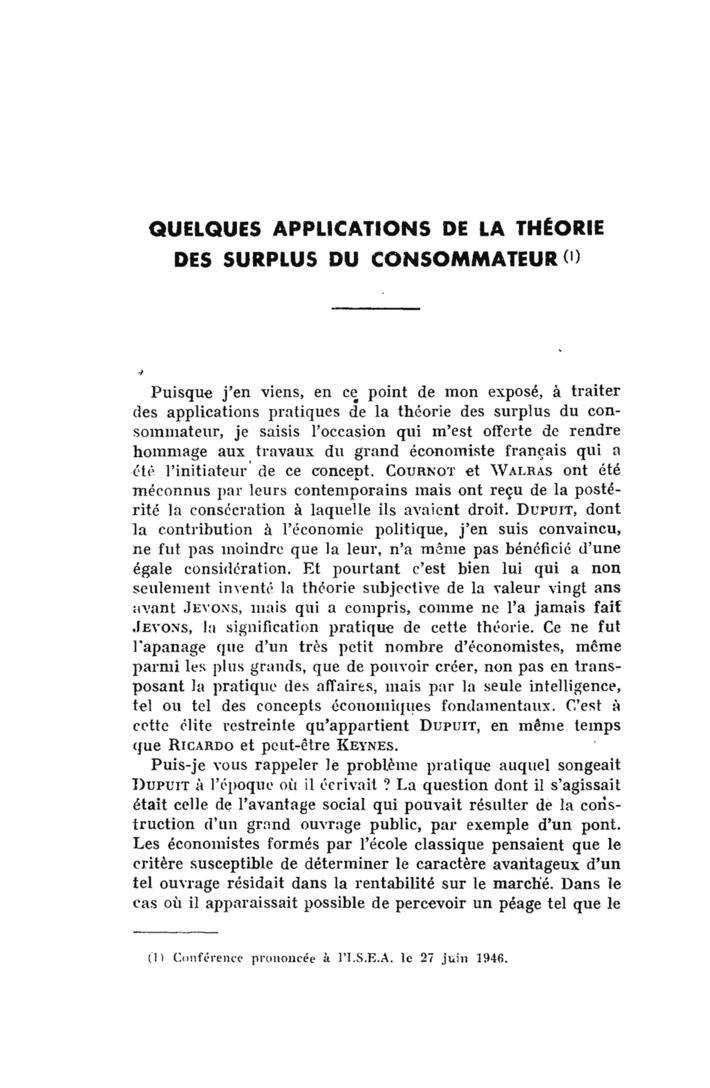 QUELQUES APPLICATIONS DE LA THÉORIE
DES SURPLUS DU CONSOMMATEUR (1)
Puisque j'en viens, en ce point de mon exposé, à traiter
des applications pratiques de la théorie des surplus du con-
sommateur, je saisis l'occasion qui m'est offerte de rendre
hommage aux travaux du grand économiste français qui a
été l'initiateur de ce concept. COURNOT et WALRAS ont été
méconnus par leurs contemporains mais ont reçu de la posté-
rité la consécration à laquelle ils avaient droit. DUPUIT, dont
la contribution à l'économie politique, j'en suis convaincu,
ne fut pas moindre que la leur, n'a même pas bénéficié d'une
égale considération. Et pourtant c'est bien lui qui a non
seulement inventé la théorie subjective de la valeur vingt ans
avant JEVONS, mais qui a compris, comme ne l'a jamais fait
JEVONS, la signification pratique de cette théorie. Ce ne fut
l'apanage que d'un très petit nombre d'économistes, même
parmi les plus grands, que de pouvoir créer, non pas en trans-
posant la pratique des affaires, mais par la seule intelligence,
tel ou tel des concepts économiques fondamentaux. C'est à
cette élite restreinte qu'appartient DUPUIT, en même temps
que RICARDO et peut-être KEYNES.
Puis-je vous rappeler le problème pratique auquel songeait
DUPUIT à l'époque où il écrivait ? La question dont il s'agissait
était celle de l'avantage social qui pouvait résulter de la cons-
truction d'un grand ouvrage public, par exemple d'un pont.
Les économistes formés par l'école classique pensaient que le
critère susceptible de déterminer le caractère avantageux d'un
tel ouvrage résidait dans la rentabilité sur le marché. Dans le
cas où il apparaissait possible de percevoir un péage tel que le
(1) Conférence prononcée à l'I.S.E.A. le 27 juin 1946.